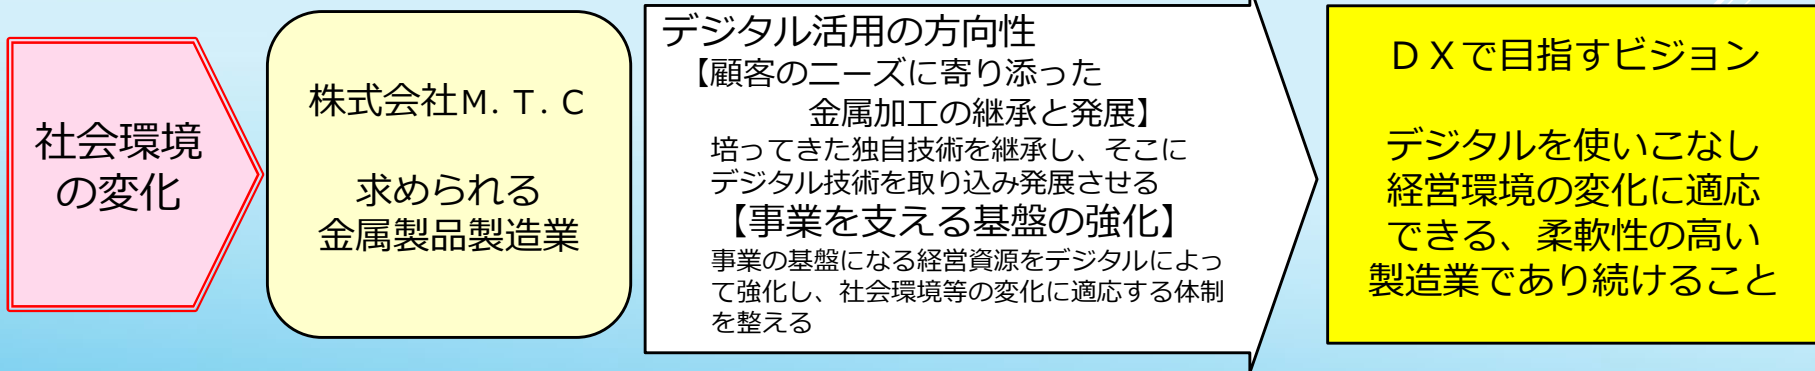 社会環境
の変化
株式会社Ｍ．Ｔ．Ｃ
求められる
金属製品製造業
デジタル活用の方向性
【顧客のニーズに寄り添った
金属加工の継承と発展】
培ってきた独自技術を継承し、そこに
デジタル技術を取り込み発展させる
【事業を支える基盤の強化】
事業の基盤になる経営資源をデジタルによっ
て強化し、社会環境等の変化に適応する体制
を整える
ＤＸで目指すビジョン
デジタルを使いこなし
経営環境の変化に適応
できる、柔軟性の高い
製造業であり続けること